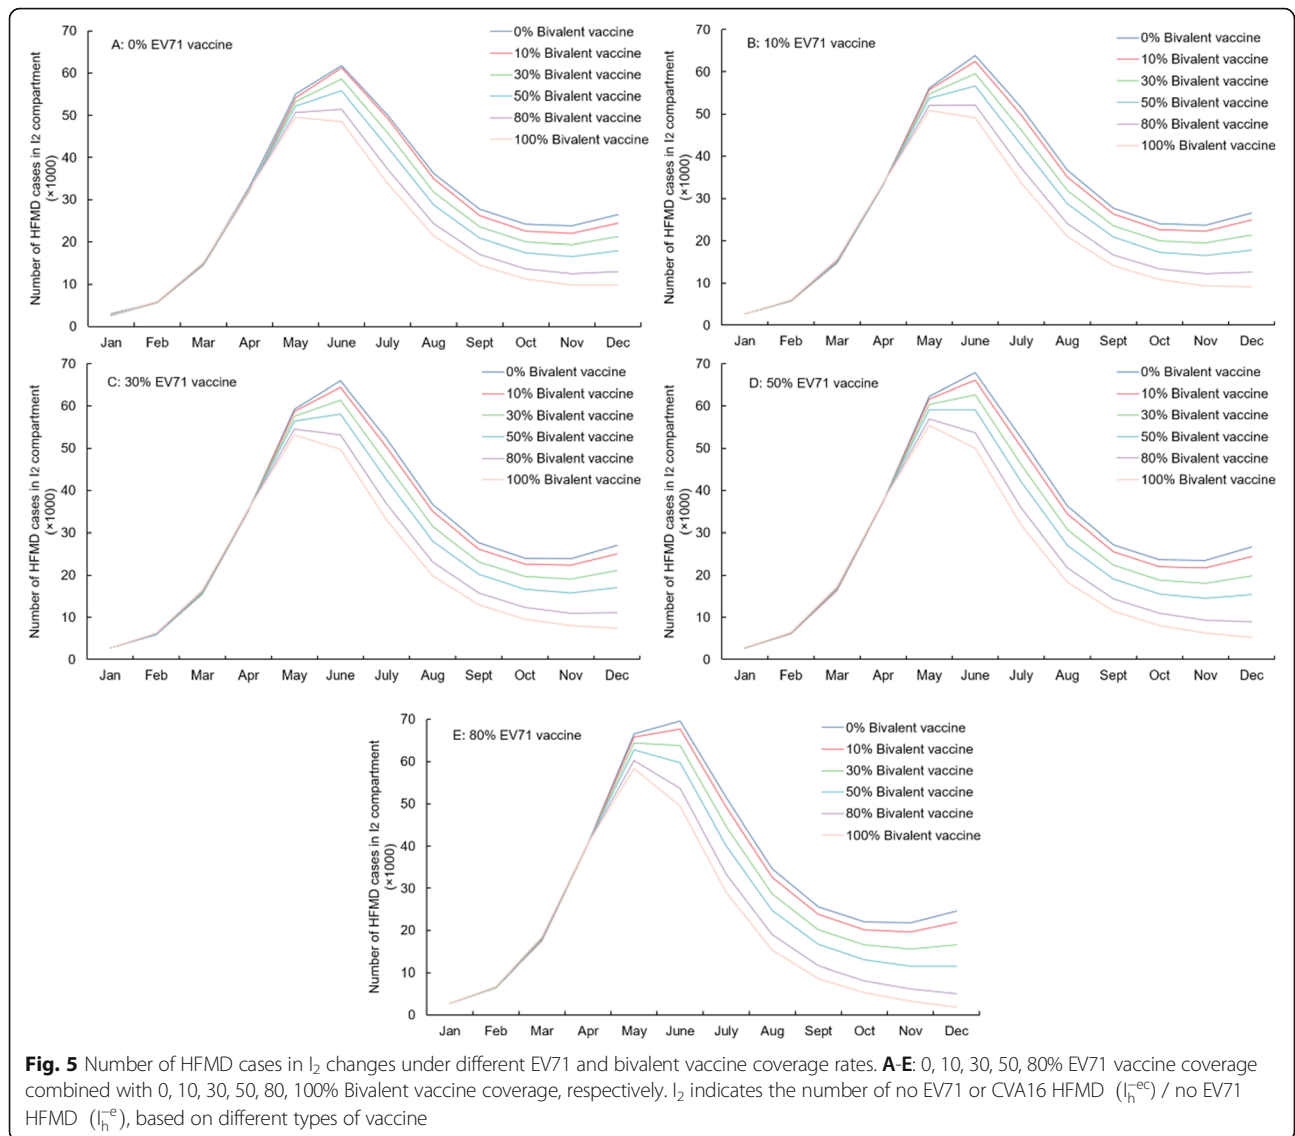 A: 0% EV71 vaccine
Number of HFMD cases in I2 compartment
(×1000)
70
60
50
40
30
20
10
0
Jan Feb Mar Apr May June July Aug Sept Oct Nov Dec
0% Bivalent vaccine
10% Bivalent vaccine
30% Bivalent vaccine
50% Bivalent vaccine
80% Bivalent vaccine
100% Bivalent vaccine
B: 10% EV71 vaccine
Number of HFMD cases in I2 compartment
(×1000)
70
60
50
40
30
20
10
0
Jan Feb Mar Apr May June July Aug Sept Oct Nov Dec
0% Bivalent vaccine
10% Bivalent vaccine
30% Bivalent vaccine
50% Bivalent vaccine
80% Bivalent vaccine
100% Bivalent vaccine
C: 30% EV71 vaccine
Number of HFMD cases in I2 compartment
(×1000)
70
60
50
40
30
20
10
0
Jan Feb Mar Apr May June July Aug Sept Oct Nov Dec
0% Bivalent vaccine
10% Bivalent vaccine
30% Bivalent vaccine
50% Bivalent vaccine
80% Bivalent vaccine
100% Bivalent vaccine
D: 50% EV71 vaccine
Number of HFMD cases in I2 compartment
(×1000)
70
60
50
40
30
20
10
0
Jan Feb Mar Apr May June July Aug Sept Oct Nov Dec
0% Bivalent vaccine
10% Bivalent vaccine
30% Bivalent vaccine
50% Bivalent vaccine
80% Bivalent vaccine
100% Bivalent vaccine
E: 80% EV71 vaccine
Number of HFMD cases in I2 compartment
(×1000)
70
60
50
40
30
20
10
0
Jan Feb Mar Apr May June July Aug Sept Oct Nov Dec
0% Bivalent vaccine
10% Bivalent vaccine
30% Bivalent vaccine
50% Bivalent vaccine
80% Bivalent vaccine
100% Bivalent vaccine
Fig. 5 Number of HFMD cases in I₂ changes under different EV71 and bivalent vaccine coverage rates. A-E: 0, 10, 30, 50, 80% EV71 vaccine coverage
combined with 0, 10, 30, 50, 80, 100% Bivalent vaccine coverage, respectively. I₂ indicates the number of no EV71 or CVA16 HFMD (I_h^−ec) / no EV71
HFMD (I_h^−e), based on different types of vaccine